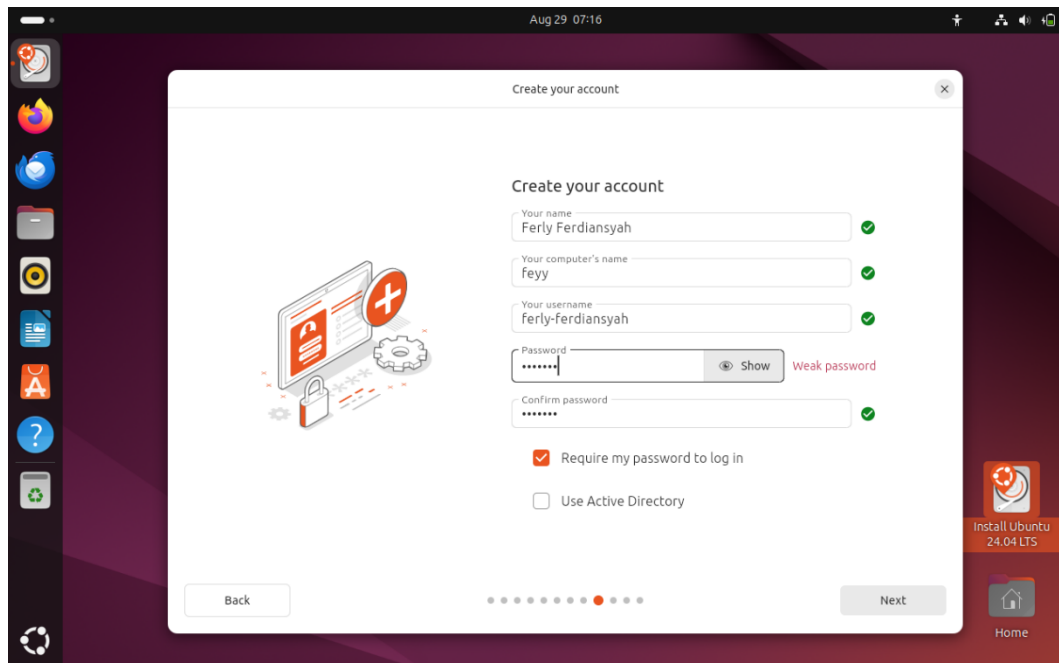 Aug 29 07:16
Create your account
Create your account
Your name
Ferly Ferdiansyah
Your computer's name
feyy
Your username
ferly-ferdiansyah
Password
•••••••
Show
Weak password
Confirm password
•••••••
Require my password to log in
Use Active Directory
Install Ubuntu
24.04 LTS
Back
Next
Home